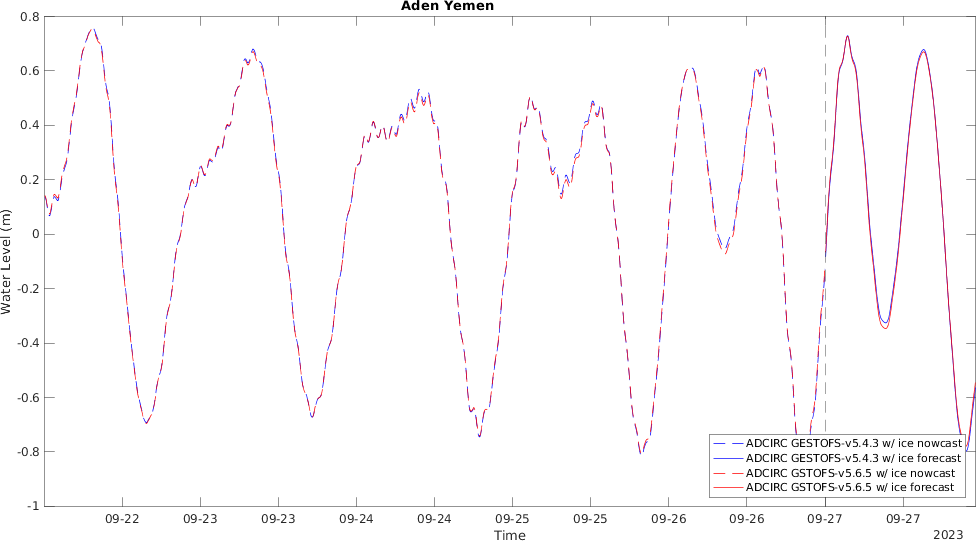 Aden Yemen
0.8
0.6
0.4
0.2
0
-0.2
-0.4
-0.6
-0.8
-1
Water Level (m)
ADCIRC GESTOFS-v5.4.3 w/ ice nowcast
ADCIRC GESTOFS-v5.4.3 w/ ice forecast
ADCIRC GSTOFS-v5.6.5 w/ ice nowcast
ADCIRC GSTOFS-v5.6.5 w/ ice forecast
09-22 09-23 09-23 09-24 09-24 09-25 09-25 09-26 09-26 09-27 09-27
Time
2023